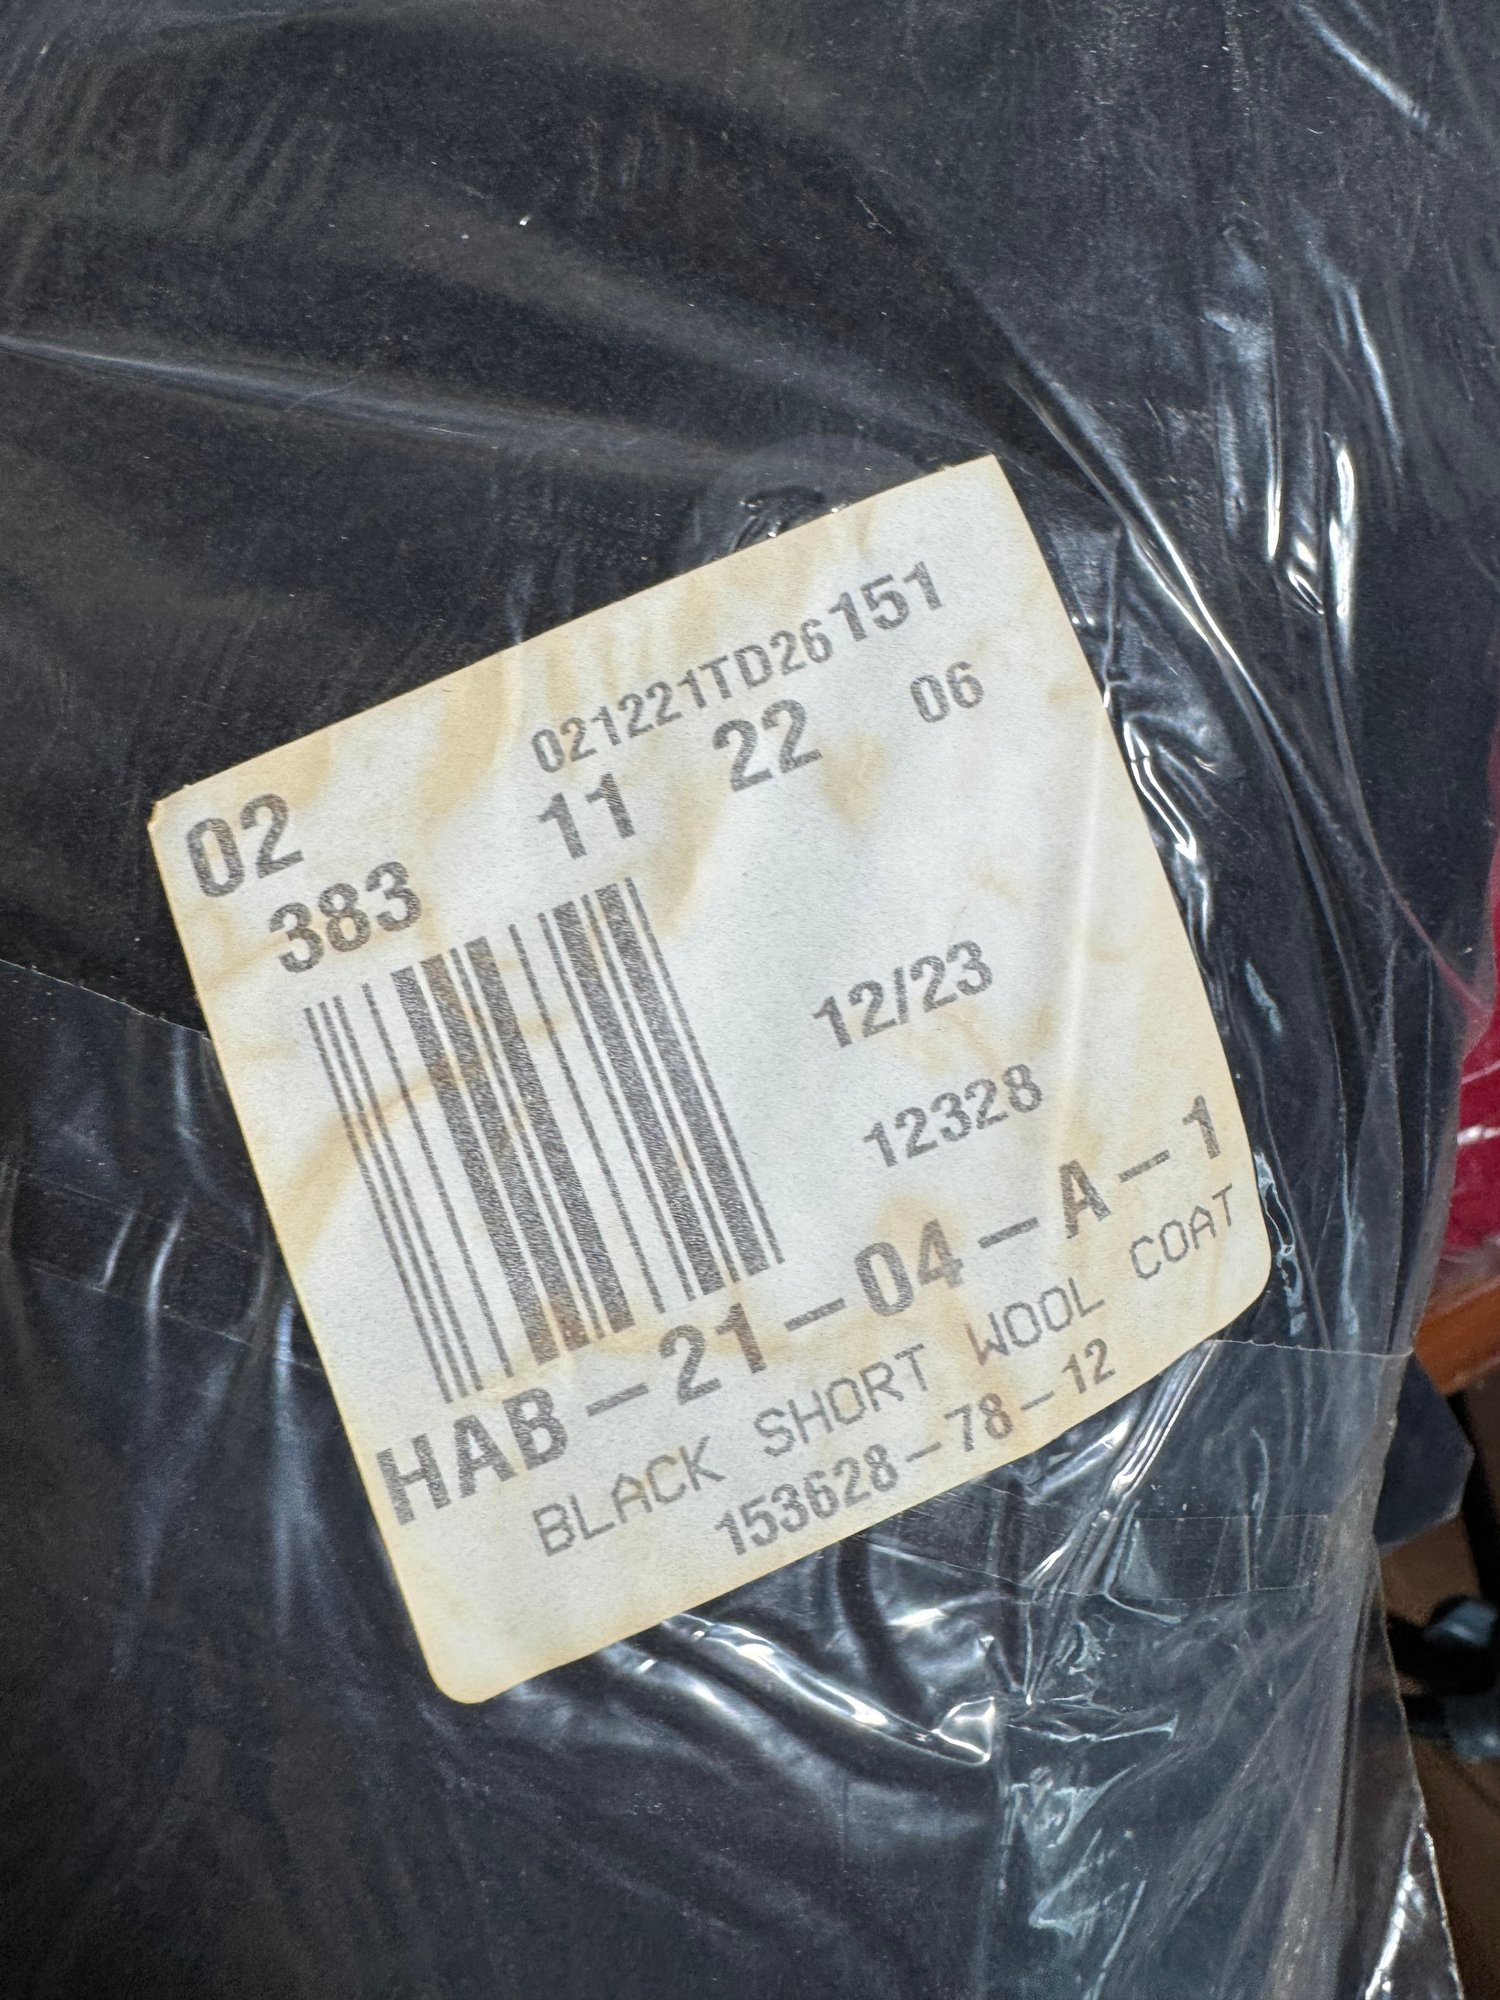 021221TD26151
02 11 22 06
383
12/23
12328
HAB-21-04-A-1
BLACK SHORT WOOL COAT
153628-78-12